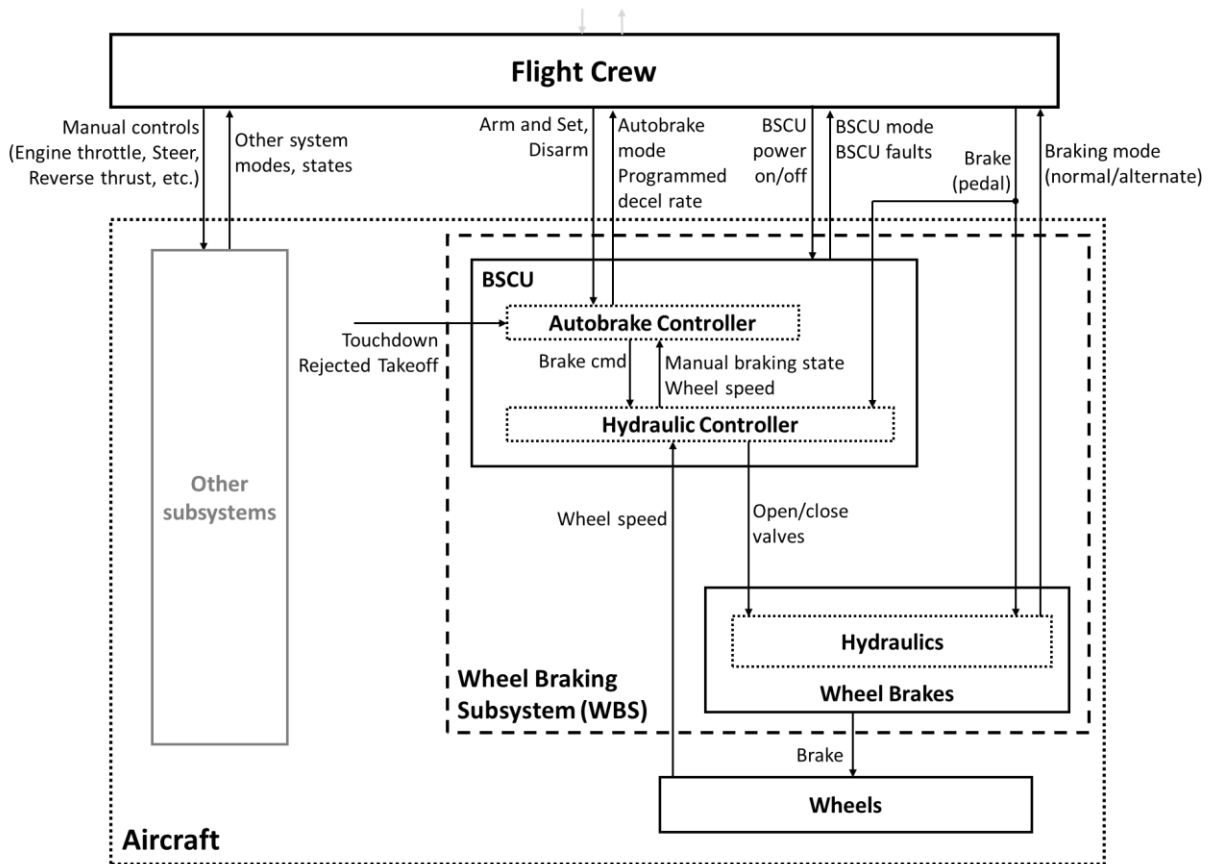 Flight Crew
Manual controls
(Engine throttle, Steer,
Reverse thrust, etc.)
Other system
modes, states
Arm and Set,
Disarm
Autobrake
mode
Programmed
decel rate
BSCU
power
on/off
BSCU mode
BSCU faults
Brake
(pedal)
Braking mode
(normal/alternate)
BSCU
Autobrake Controller
Touchdown
Rejected Takeoff
Brake cmd
Manual braking state
Wheel speed
Hydraulic Controller
Other
subsystems
Wheel speed
Open/close
valves
Hydraulics
Wheel Brakes
Wheel Braking
Subsystem (WBS)
Brake
Wheels
Aircraft